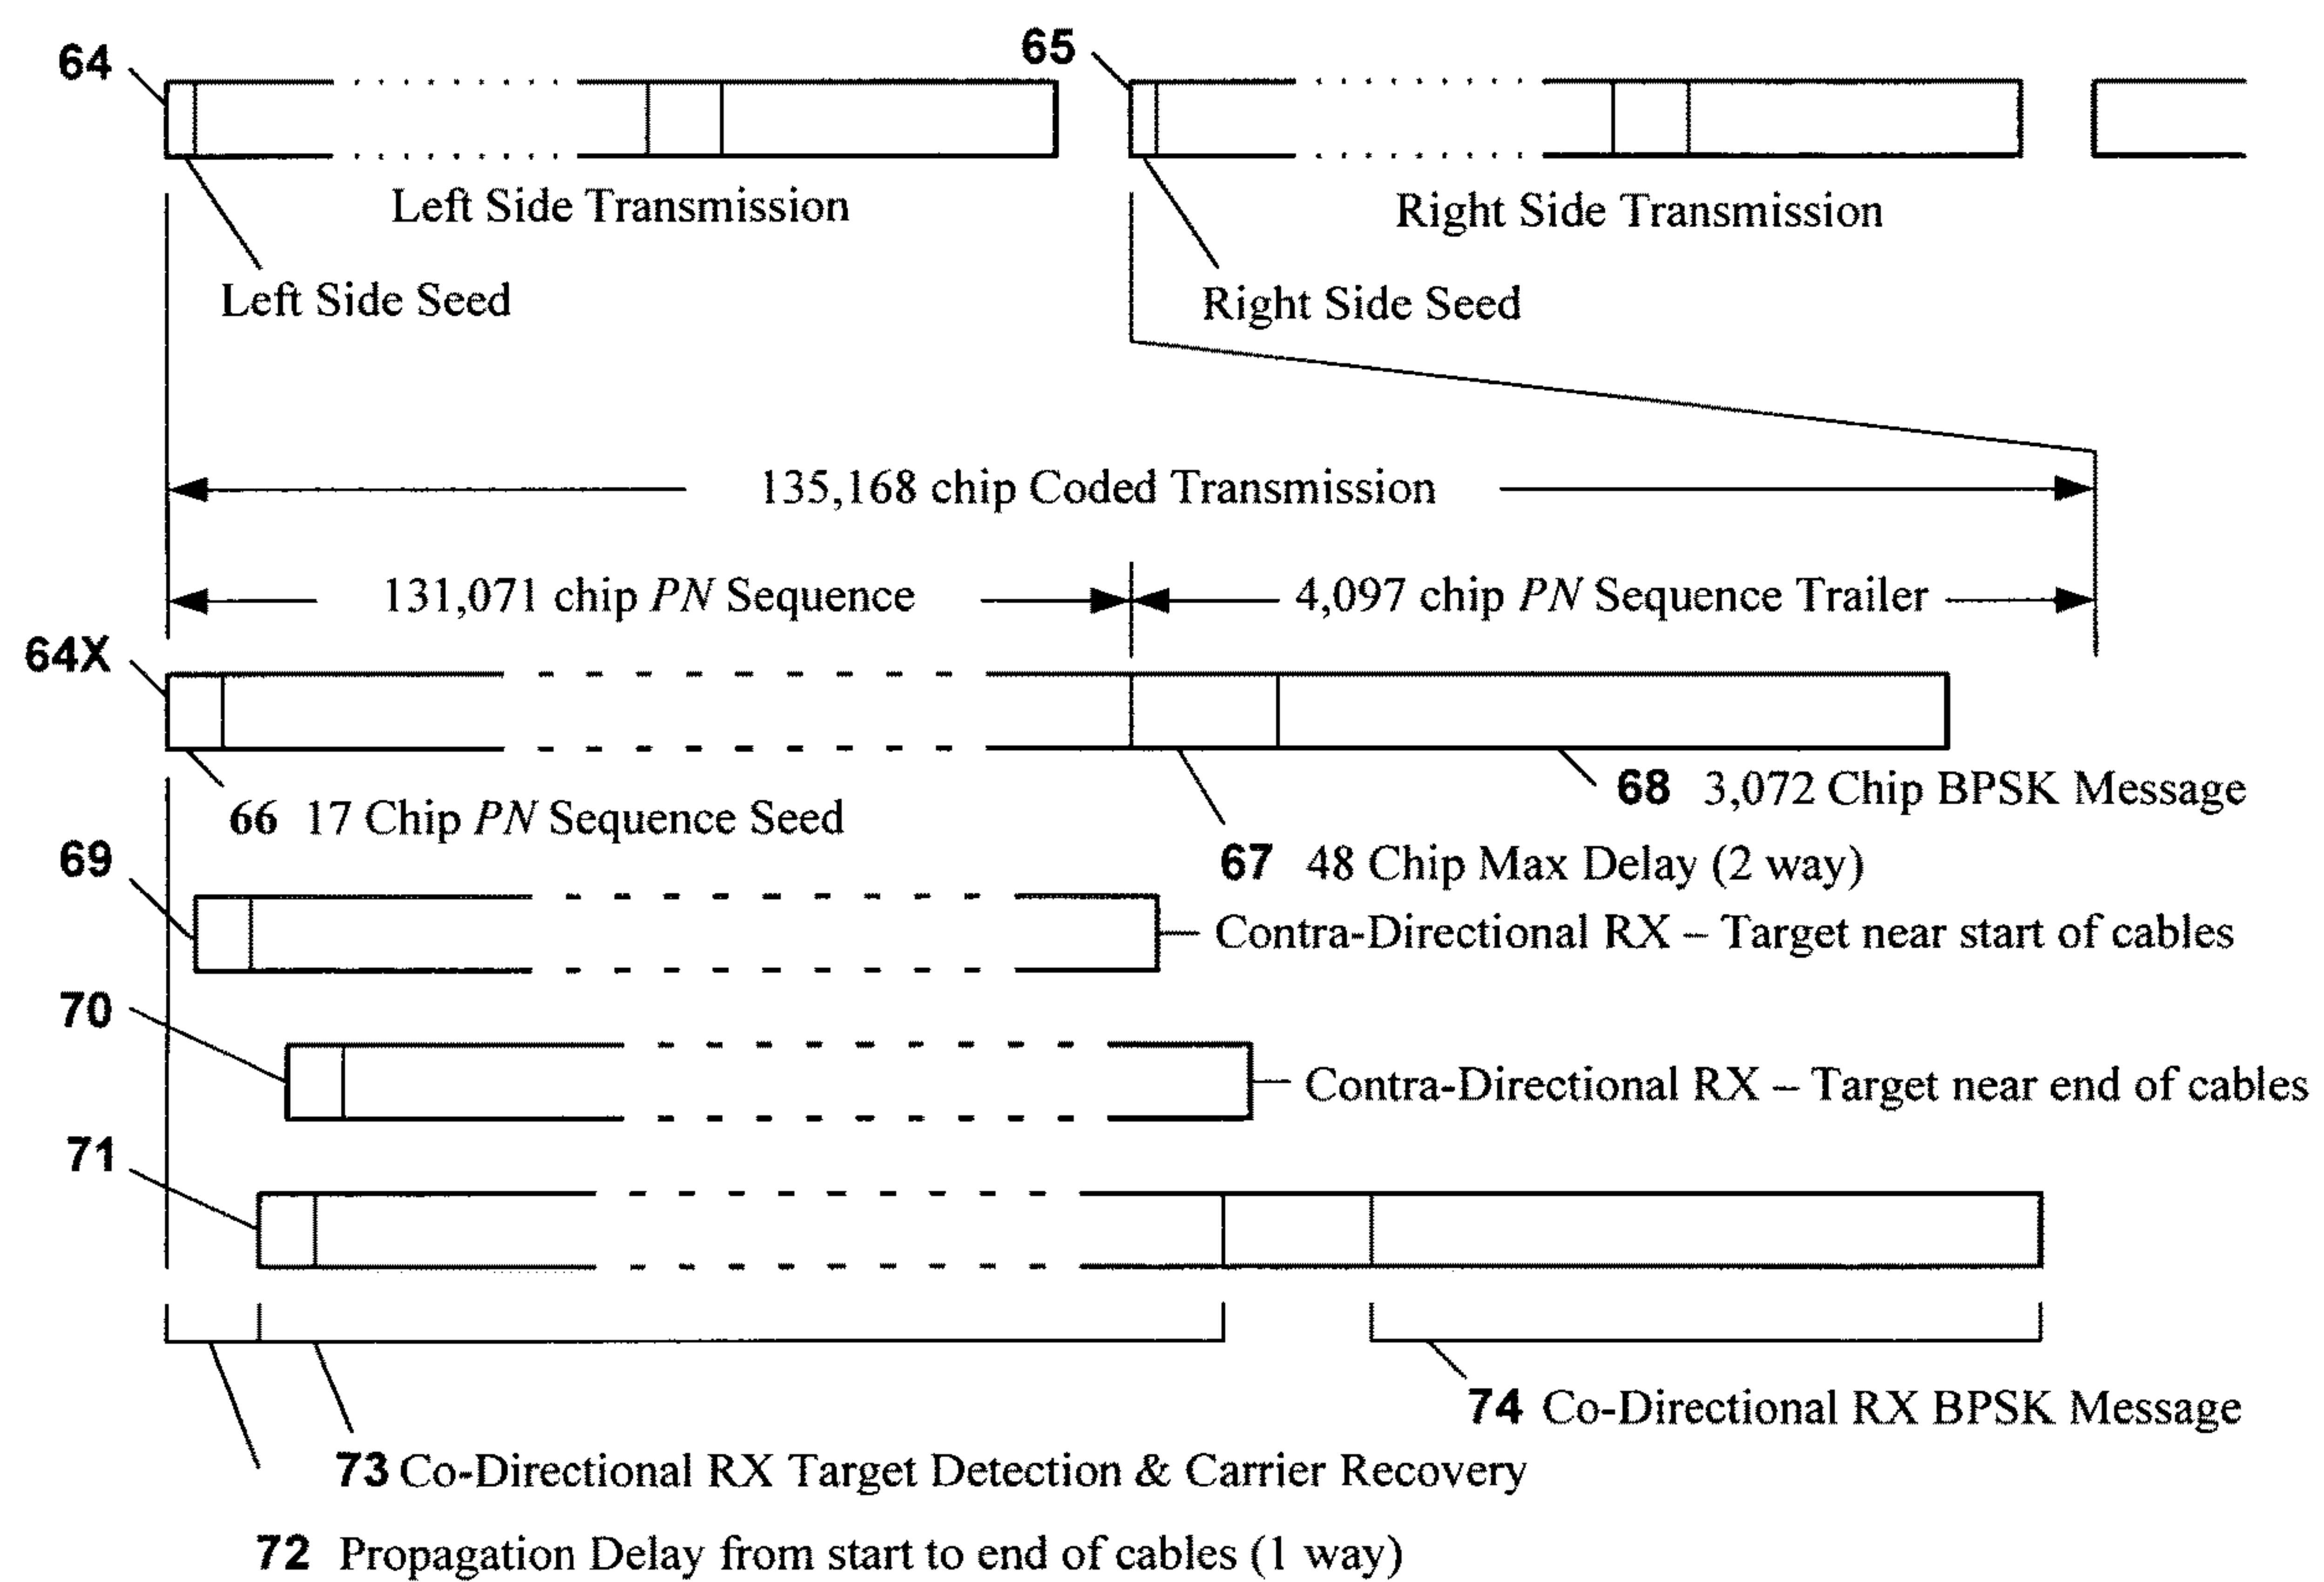 64
65
Left Side Transmission
Right Side Transmission
Left Side Seed
Right Side Seed
135,168 chip Coded Transmission
131,071 chip PN Sequence
4,097 chip PN Sequence Trailer
64X
68 3,072 Chip BPSK Message
66 17 Chip PN Sequence Seed
67 48 Chip Max Delay (2 way)
69
Contra-Directional RX – Target near start of cables
70
Contra-Directional RX – Target near end of cables
71
74 Co-Directional RX BPSK Message
73 Co-Directional RX Target Detection & Carrier Recovery
72 Propagation Delay from start to end of cables (1 way)